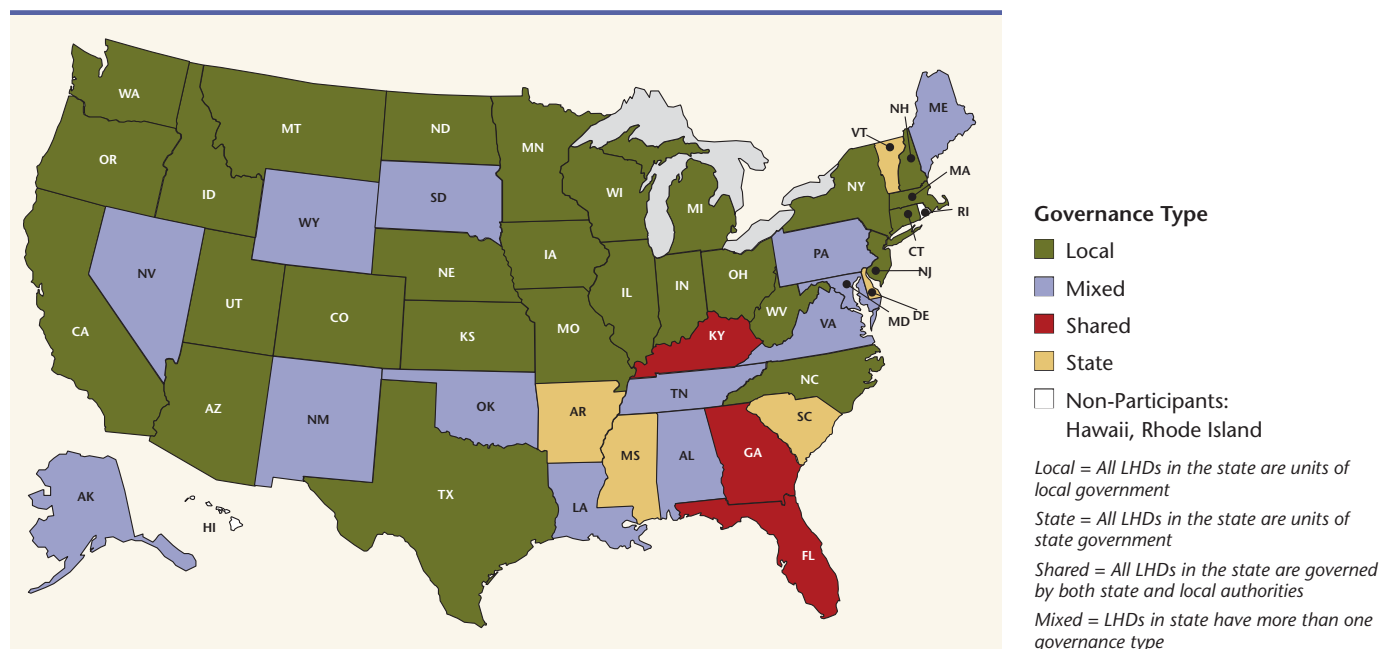 WA
MT
ND
MN
OR
ID
WY
SD
WI
MI
NY
VT
NH
ME
MA
RI
CT
NJ
DE
MD
NV
UT
CO
NE
IA
IL
IN
OH
PA
WV
VA
CA
KS
MO
KY
AZ
NM
OK
AR
TN
NC
SC
TX
LA
MS
AL
GA
FL
AK
HI
Governance Type
Local
Mixed
Shared
State
Non-Participants:
Hawaii, Rhode Island
Local = All LHDs in the state are units of
local government
State = All LHDs in the state are units of
state government
Shared = All LHDs in the state are governed
by both state and local authorities
Mixed = LHDs in state have more than one
governance type